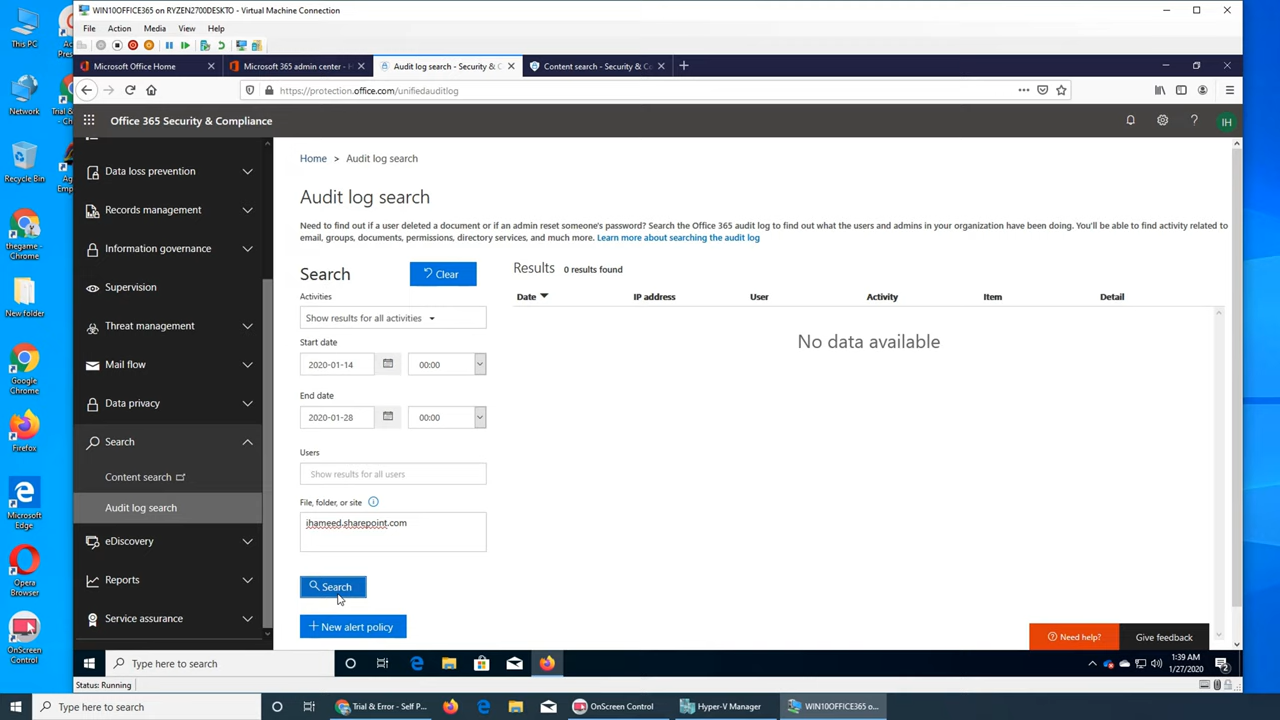 This PC
Network
Recycle Bin
thegame -
Chrome
New folder
Google
Chrome
Firefox
Microsoft
Edge
Opera
Browser
OnScreen
Control
WIN10OFFICE365 on RYZEN2700DESKTO - Virtual Machine Connection
File Action Media View Help
Microsoft Office Home
Microsoft 365 admin center - H
Audit log search - Security & C
Content search - Security & Co
https://protection.office.com/unifiedauditlog
Office 365 Security & Compliance
IH
Data loss prevention
Records management
Information governance
Supervision
Threat management
Mail flow
Data privacy
Search
Content search
Audit log search
eDiscovery
Reports
Service assurance
Home > Audit log search
Audit log search
Need to find out if a user deleted a document or if an admin reset someone's password? Search the Office 365 audit log to find out what the users and admins in your organization have been doing. You'll be able to find activity related to
email, groups, documents, permissions, directory services, and much more. Learn more about searching the audit log
Search
Clear
Activities
Show results for all activities
Start date
2020-01-14 00:00
End date
2020-01-28 00:00
Users
Show results for all users
File, folder, or site
ihameed.sharepoint.com
Search
New alert policy
Results 0 results found
Date IP address User Activity Item Detail
No data available
Need help? Give feedback
Type here to search
1:39 AM
1/27/2020
2
Status: Running
Type here to search
Trial & Error - Self P...
OnScreen Control
Hyper-V Manager
WIN10OFFICE365 o...